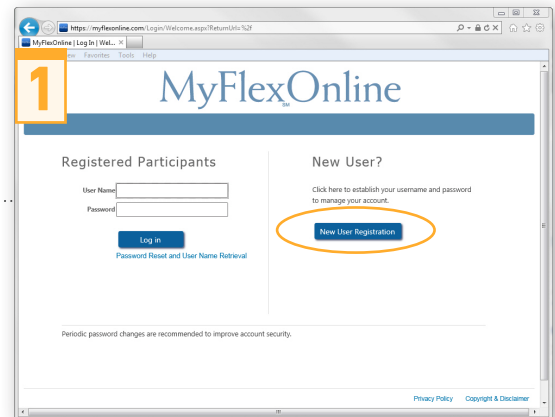 https://myflexonline.com/Login/Welcome.aspx?ReturnUrl=%2f
MyFlexOnline | Log In | Wel...
Favorites Tools Help
1
MyFlexOnline
SM
Registered Participants
User Name
Password
Log in
Password Reset and User Name Retrieval
New User?
Click here to establish your username and password
to manage your account.
New User Registration
Periodic password changes are recommended to improve account security.
Privacy Policy Copyright & Disclaimer